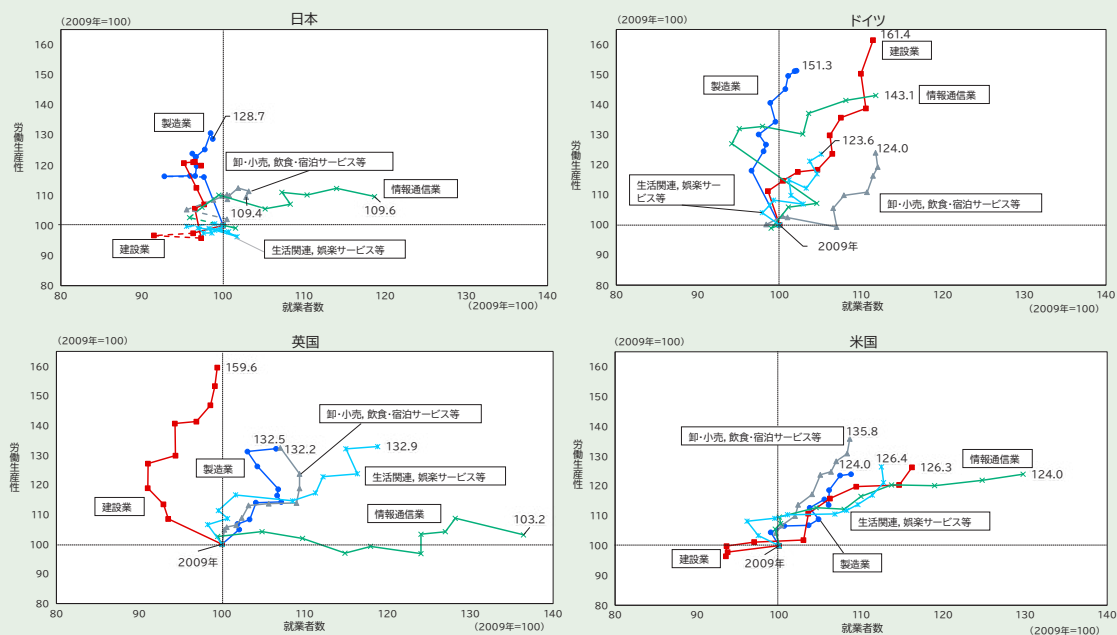 日本
(2009年=100)
160
150
140
130
120
110
100
90
80
労働生産性
製造業
128.7
卸・小売, 飲食・宿泊サービス等
情報通信業
109.4
109.6
建設業
生活関連, 娯楽サービス等
80
90
100
110
120
130
140
就業者数
(2009年=100)
ドイツ
(2009年=100)
160
150
140
130
120
110
100
90
80
労働生産性
161.4
建設業
151.3
製造業
情報通信業
143.1
123.6
124.0
生活関連, 娯楽サー
ビス等
卸・小売, 飲食・宿泊サービス等
2009年
80
90
100
110
120
130
140
就業者数
(2009年=100)
英国
(2009年=100)
160
150
140
130
120
110
100
90
80
労働生産性
159.6
卸・小売, 飲食・宿泊サービス等
132.5
132.2
132.9
製造業
生活関連, 娯楽サービス等
建設業
情報通信業
103.2
2009年
80
90
100
110
120
130
140
就業者数
(2009年=100)
米国
(2009年=100)
160
150
140
130
120
110
100
90
80
労働生産性
卸・小売, 飲食・宿泊サービス等
135.8
124.0
126.4
126.3
情報通信業
124.0
生活関連, 娯楽サービス等
建設業
2009年
製造業
80
90
100
110
120
130
140
就業者数
(2009年=100)